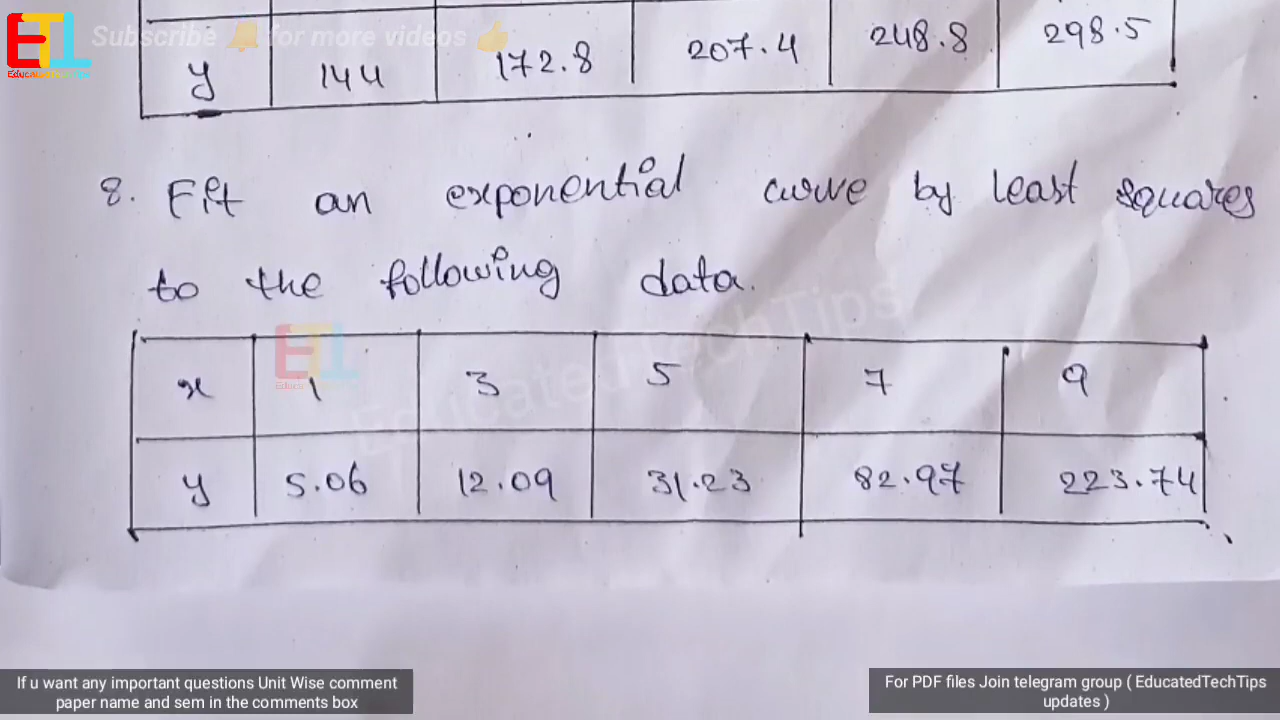 Subscribe 🔔 for more videos 👍
ETL
EducatedTechTips
y 144 172.8 207.4 248.8 298.5
8. Fit an exponential curve by least squares
to the following data.
x 1 3 5 7 9
EducatedTechTips
y 5.06 12.09 31.23 82.97 223.74
If u want any important questions Unit Wise comment
paper name and sem in the comments box
For PDF files Join telegram group ( EducatedTechTips
updates )